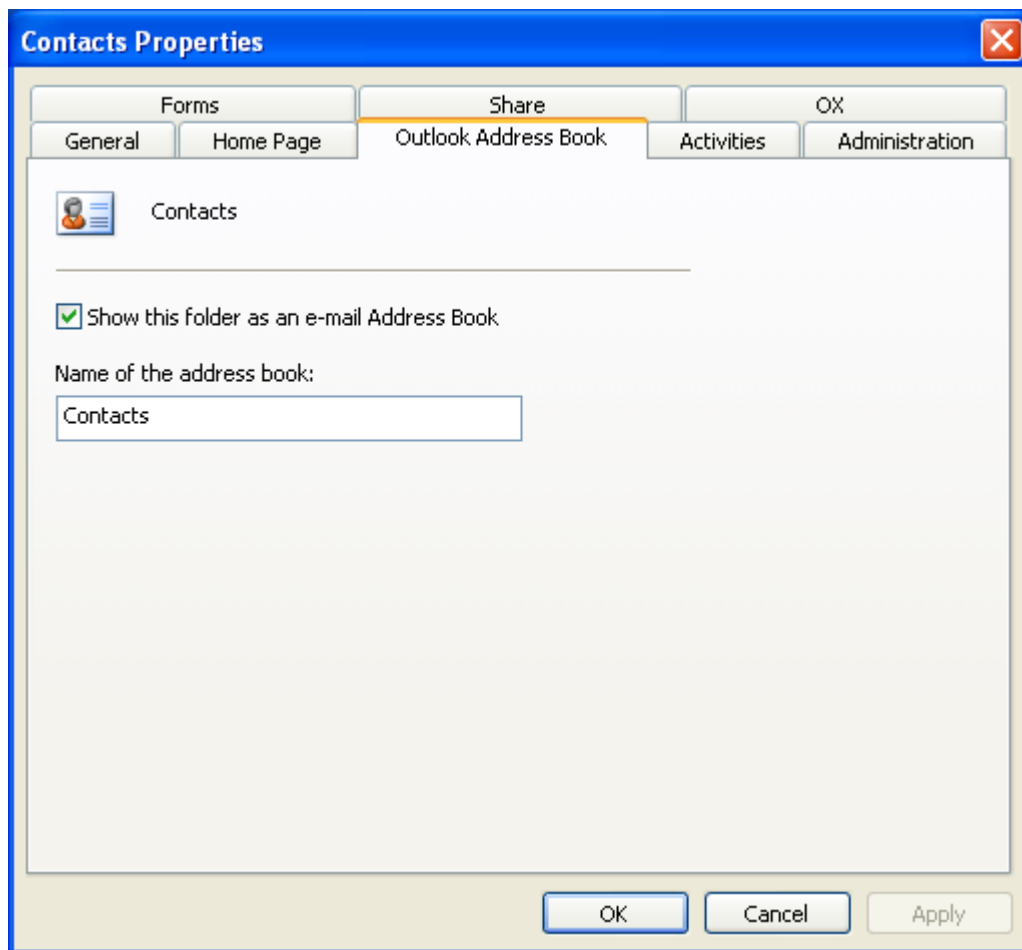 Contacts Properties
Forms Share OX
General Home Page Outlook Address Book Activities Administration
Contacts
Show this folder as an e-mail Address Book
Name of the address book:
Contacts
OK Cancel Apply